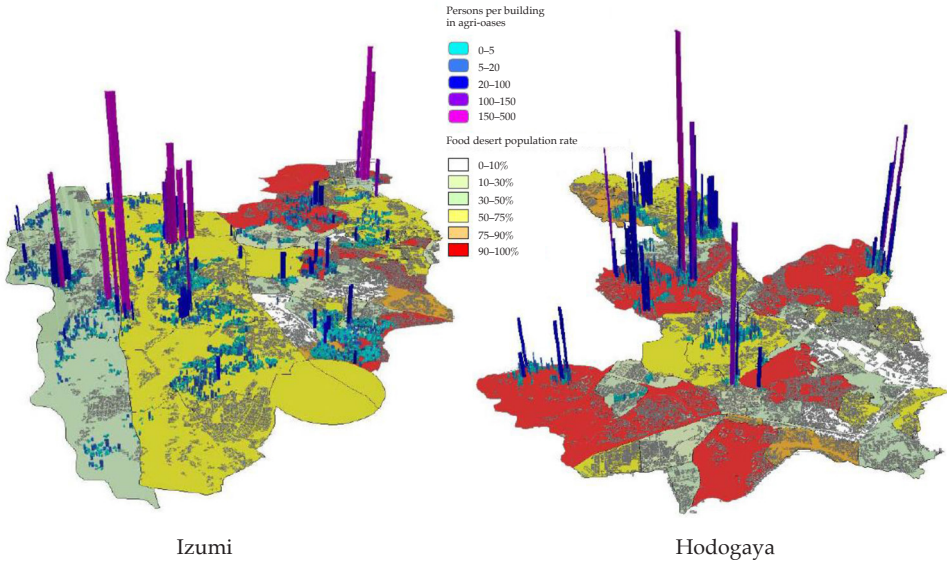 Persons per building
in agri-oases
0–5
5–20
20–100
100–150
150–500
Food desert population rate
0–10%
10–30%
30–50%
50–75%
75–90%
90–100%
Izumi
Hodogaya